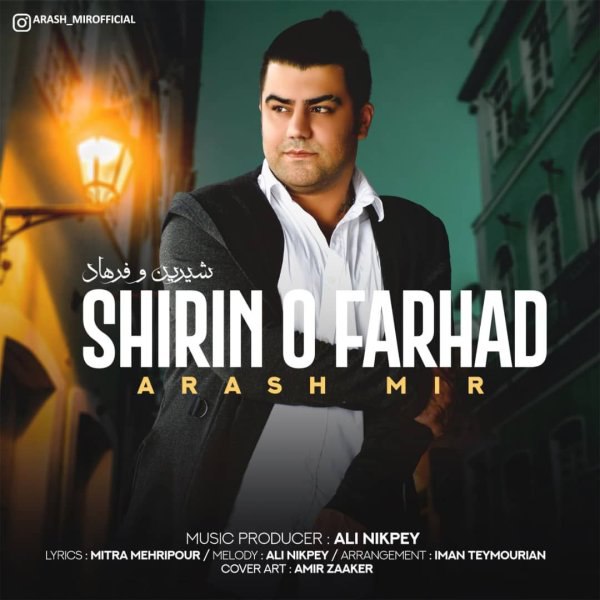 ARASH_MIROFFICIAL
شیرین و فرهاد
SHIRIN O FARHAD
ARASH MIR
MUSIC PRODUCER : ALI NIKPEY
LYRICS : MITRA MEHRIPOUR / MELODY : ALI NIKPEY / ARRANGEMENT : IMAN TEYMOURIAN
COVER ART : AMIR ZAAKER